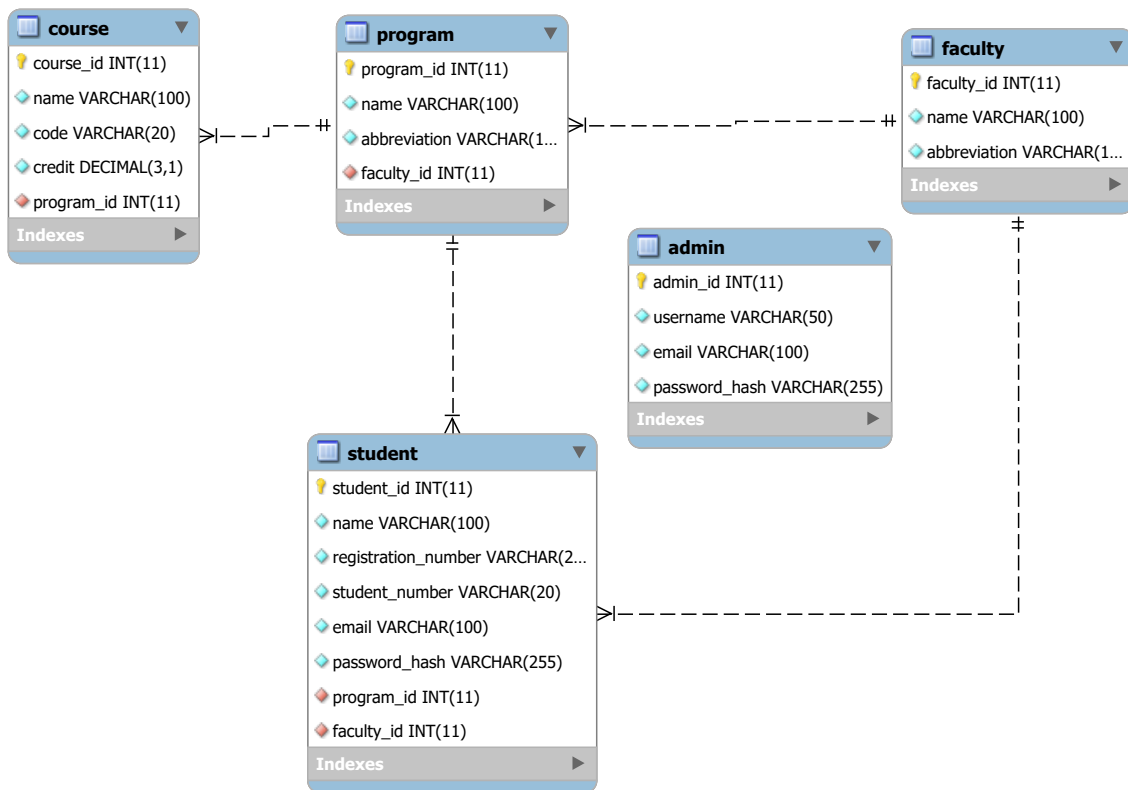 course
course_id INT(11)
name VARCHAR(100)
code VARCHAR(20)
credit DECIMAL(3,1)
program_id INT(11)
Indexes
program
program_id INT(11)
name VARCHAR(100)
abbreviation VARCHAR(1...
faculty_id INT(11)
Indexes
faculty
faculty_id INT(11)
name VARCHAR(100)
abbreviation VARCHAR(1...
Indexes
admin
admin_id INT(11)
username VARCHAR(50)
email VARCHAR(100)
password_hash VARCHAR(255)
Indexes
student
student_id INT(11)
name VARCHAR(100)
registration_number VARCHAR(2...
student_number VARCHAR(20)
email VARCHAR(100)
password_hash VARCHAR(255)
program_id INT(11)
faculty_id INT(11)
Indexes